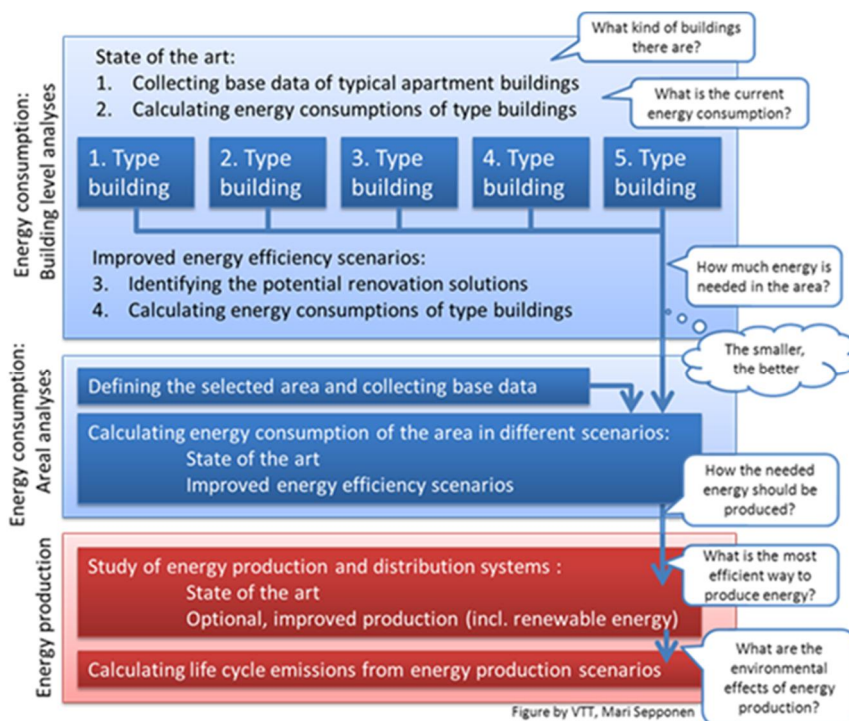 Energy consumption:
Building level analyses
State of the art:
1. Collecting base data of typical apartment buildings
2. Calculating energy consumptions of type buildings
What kind of buildings
there are?
What is the current
energy consumption?
1. Type
building
2. Type
building
3. Type
building
4. Type
building
5. Type
building
Improved energy efficiency scenarios:
3. Identifying the potential renovation solutions
4. Calculating energy consumptions of type buildings
How much energy is
needed in the area?
The smaller,
the better
Energy consumption:
Areal analyses
Defining the selected area and collecting base data
Calculating energy consumption of the area in different scenarios:
State of the art
Improved energy efficiency scenarios
How the needed
energy should be
produced?
Energy production
Study of energy production and distribution systems :
State of the art
Optional, improved production (incl. renewable energy)
What is the most
efficient way to
produce energy?
Calculating life cycle emissions from energy production scenarios
What are the
environmental
effects of energy
production?
Figure by VTT, Mari Sepponen